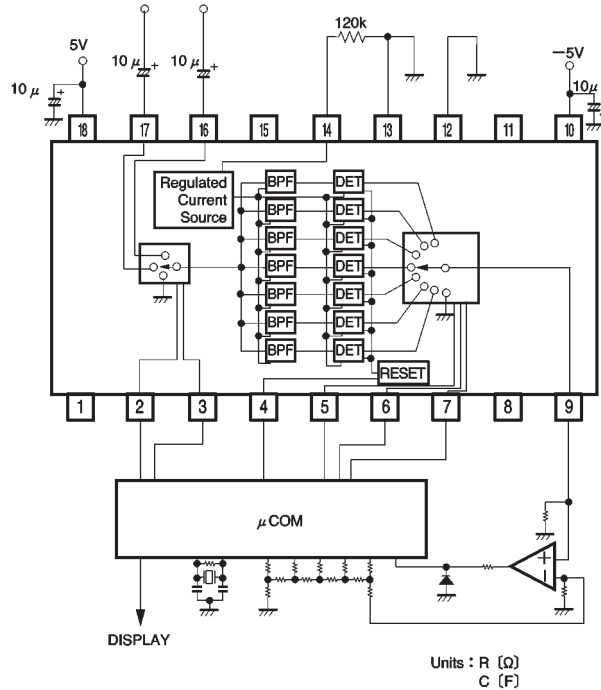 120k
5V
10 μ +
10 μ +
10 μ +
−5V
10μ
18 17 16 15 14 13 12 11 10
Regulated
Current
Source
BPF DET
BPF DET
BPF DET
BPF DET
BPF DET
BPF DET
BPF DET
RESET
1 2 3 4 5 6 7 8 9
μ COM
+
−
DISPLAY
Units : R (Ω)
C (F)